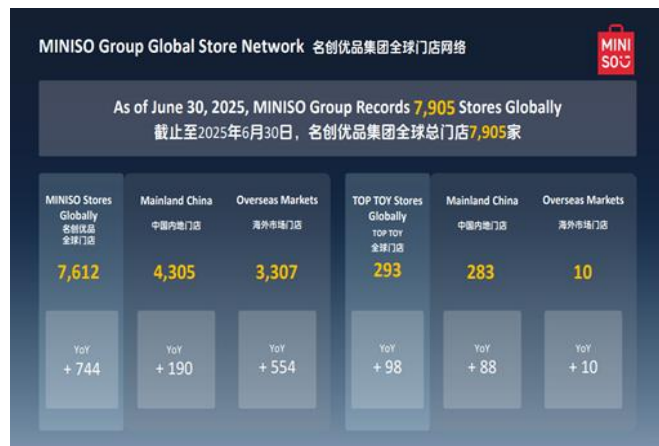 MINISO Group Global Store Network 名创优品集团全球门店网络
MINI
SO
As of June 30, 2025, MINISO Group Records 7,905 Stores Globally
截止至2025年6月30日，名创优品集团全球总门店7,905家
MINISO Stores
Globally
名创优品
全球门店
7,612
YoY
+ 744
Mainland China
中国内地门店
4,305
YoY
+ 190
Overseas Markets
海外市场门店
3,307
YoY
+ 554
TOP TOY Stores
Globally
TOP TOY
全球门店
293
YoY
+ 98
Mainland China
中国内地门店
283
YoY
+ 88
Overseas Markets
海外市场门店
10
YoY
+ 10